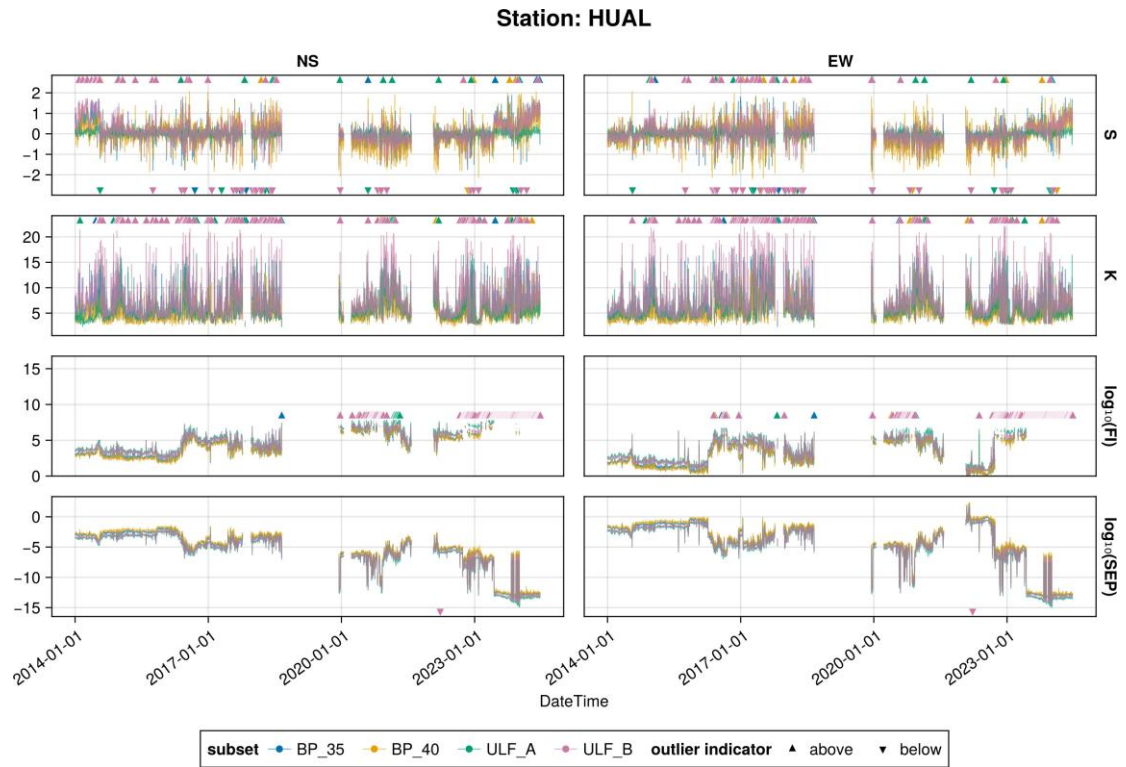 Station: HUAL
NS EW
2
1
0
−1
−2
S
20
15
10
5
K
15
10
5
0
log₁₀(FI)
0
−5
−10
−15
log₁₀(SEP)
2014-01-01 2017-01-01 2020-01-01 2023-01-01 2014-01-01 2017-01-01 2020-01-01 2023-01-01
DateTime
subset BP_35 BP_40 ULF_A ULF_B outlier indicator above below